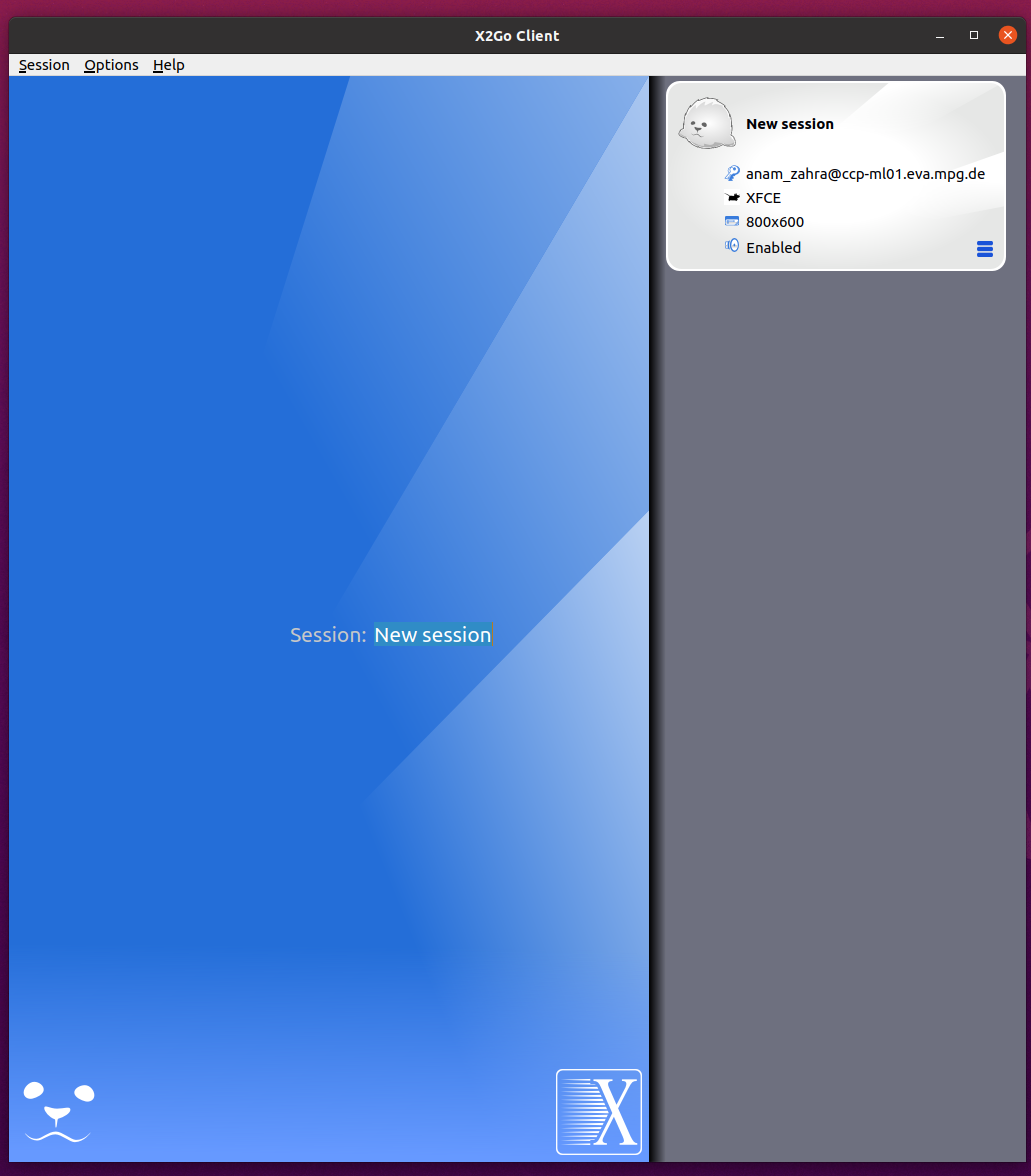 X2Go Client
Session Options Help
New session
anam_zahra@ccp-ml01.eva.mpg.de
XFCE
800x600
Enabled
Session: New session
X